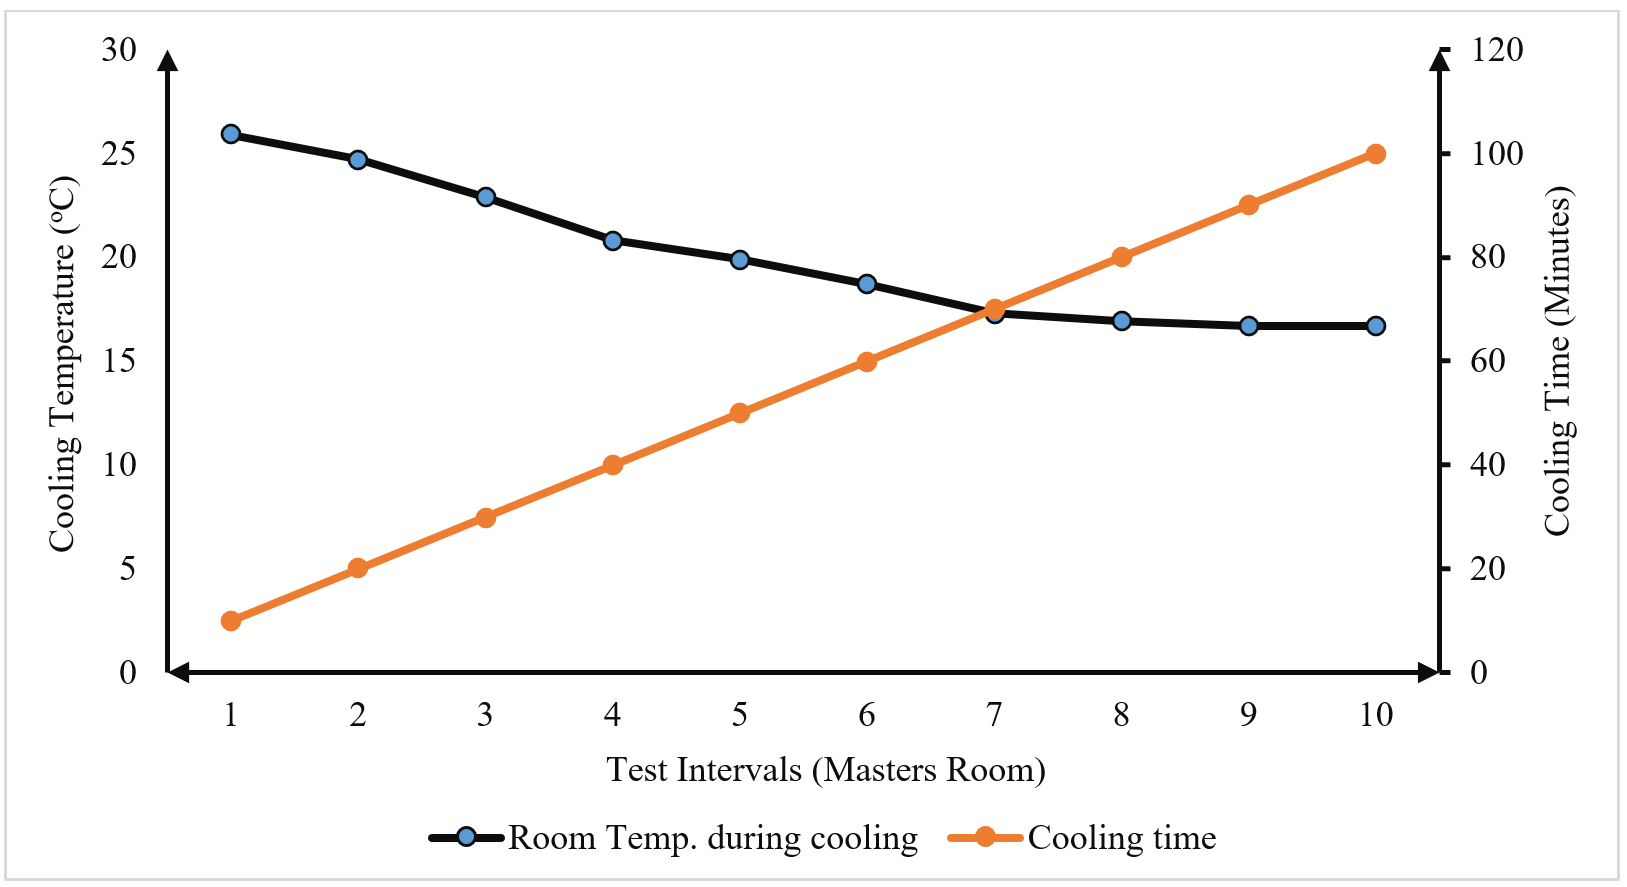 30
25
20
15
10
5
0
Cooling Temperature (ºC)
120
100
80
60
40
20
0
Cooling Time (Minutes)
1 2 3 4 5 6 7 8 9 10
Test Intervals (Masters Room)
Room Temp. during cooling
Cooling time